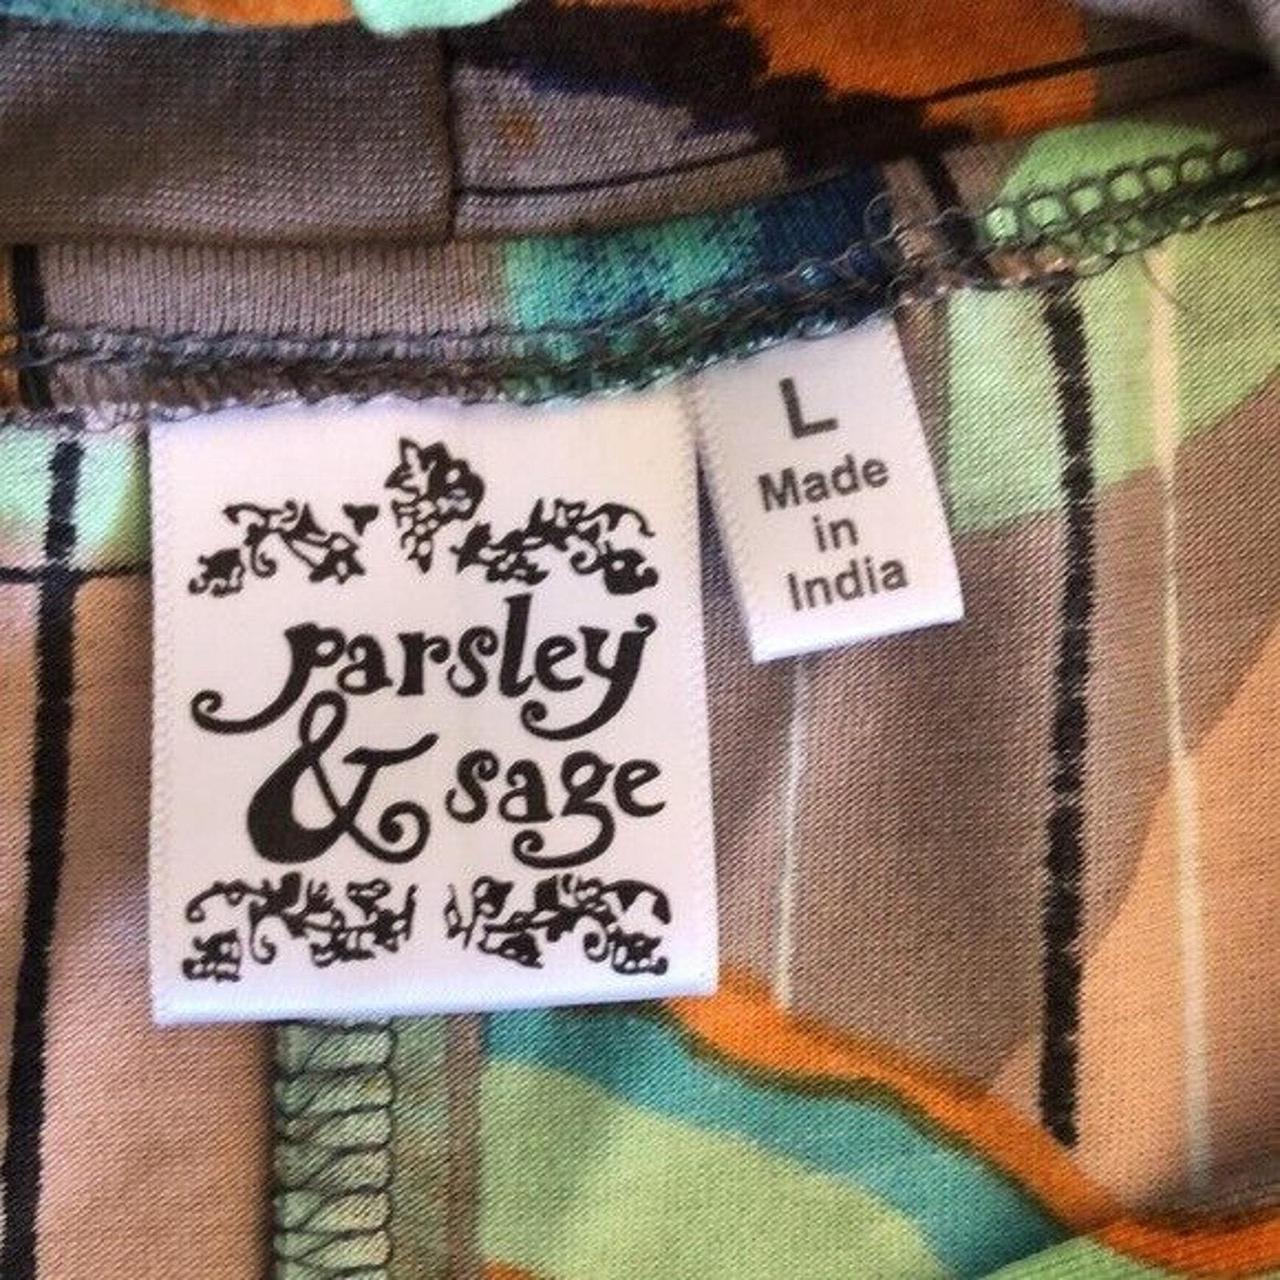 parsley
& sage
L
Made
in
India